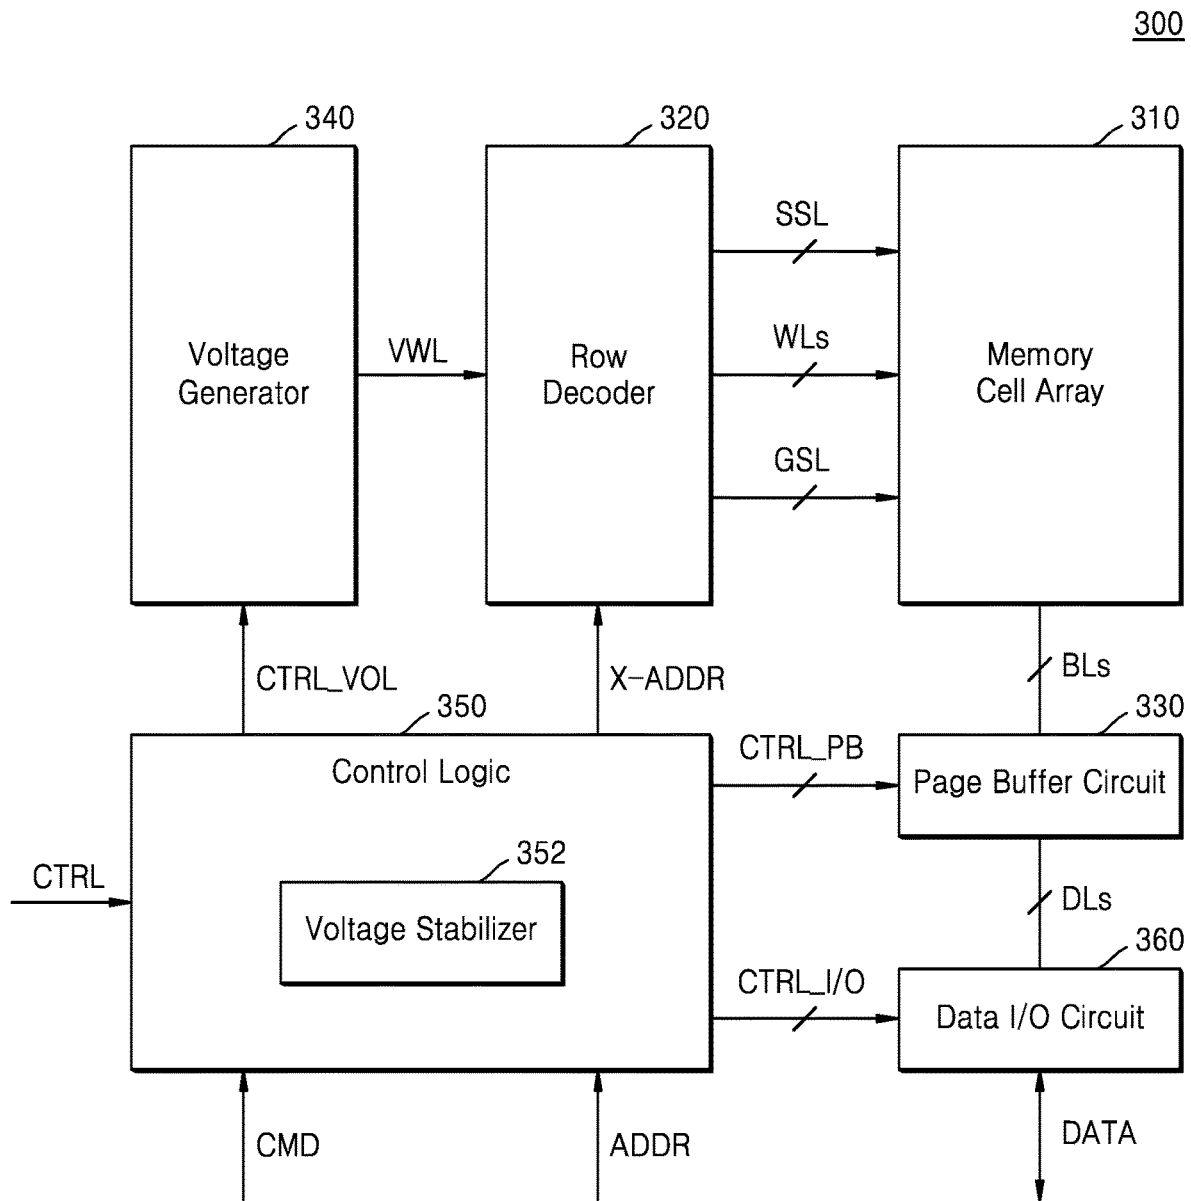 300
340
320
310
SSL
WLs
GSL
VWL
Voltage
Generator
Row
Decoder
Memory
Cell Array
CTRL_VOL
X-ADDR
BLs
350
330
Control Logic
CTRL_PB
Page Buffer Circuit
352
CTRL
Voltage Stabilizer
DLs
360
CTRL_I/O
Data I/O Circuit
CMD
ADDR
DATA